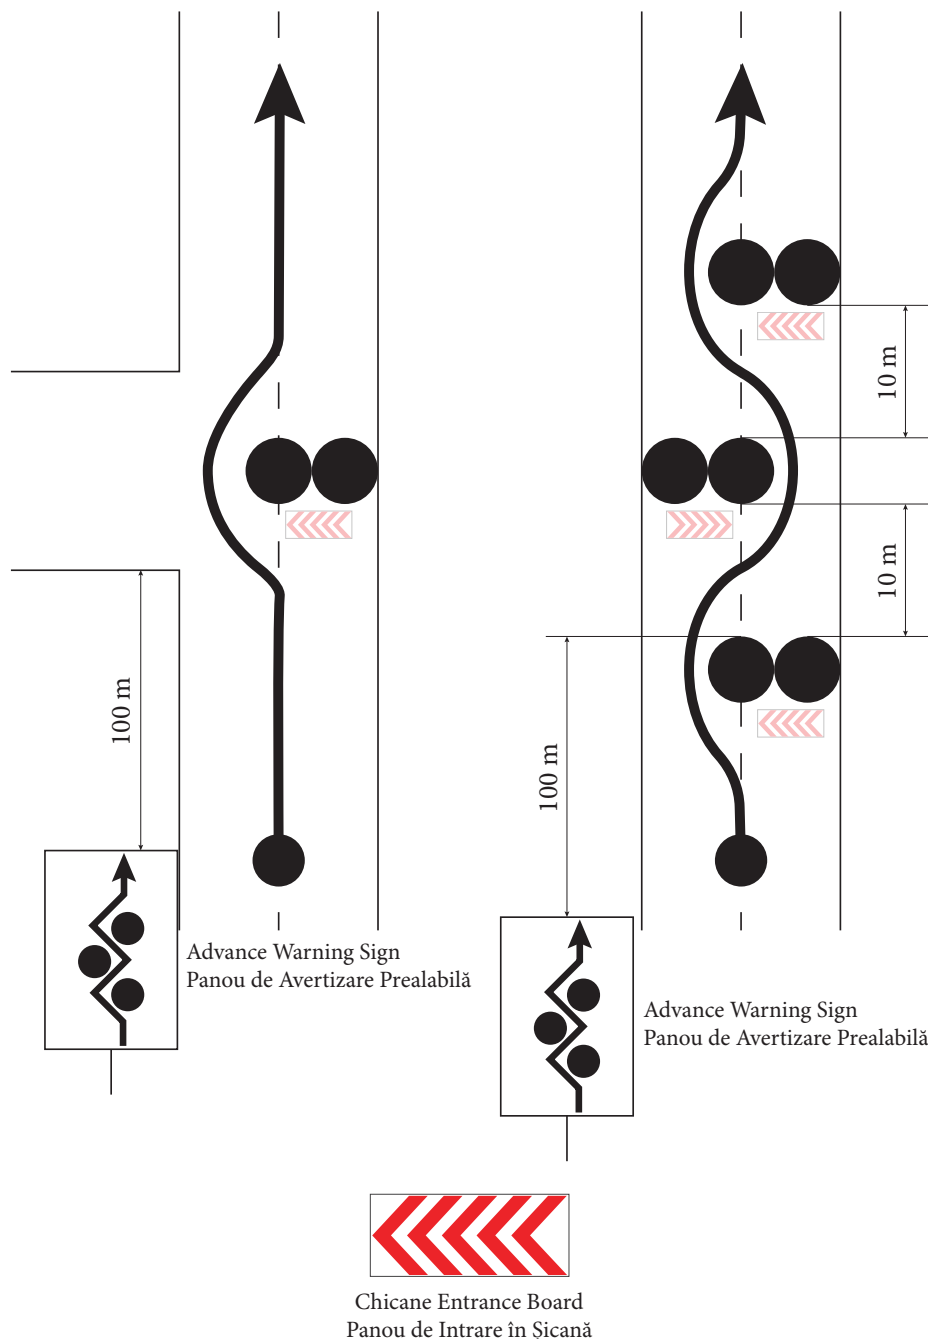 10 m
10 m
100 m
100 m
Advance Warning Sign
Panou de Avertizare Prealabilă
Advance Warning Sign
Panou de Avertizare Prealabilă
Chicane Entrance Board
Panou de Intrare în Șicană